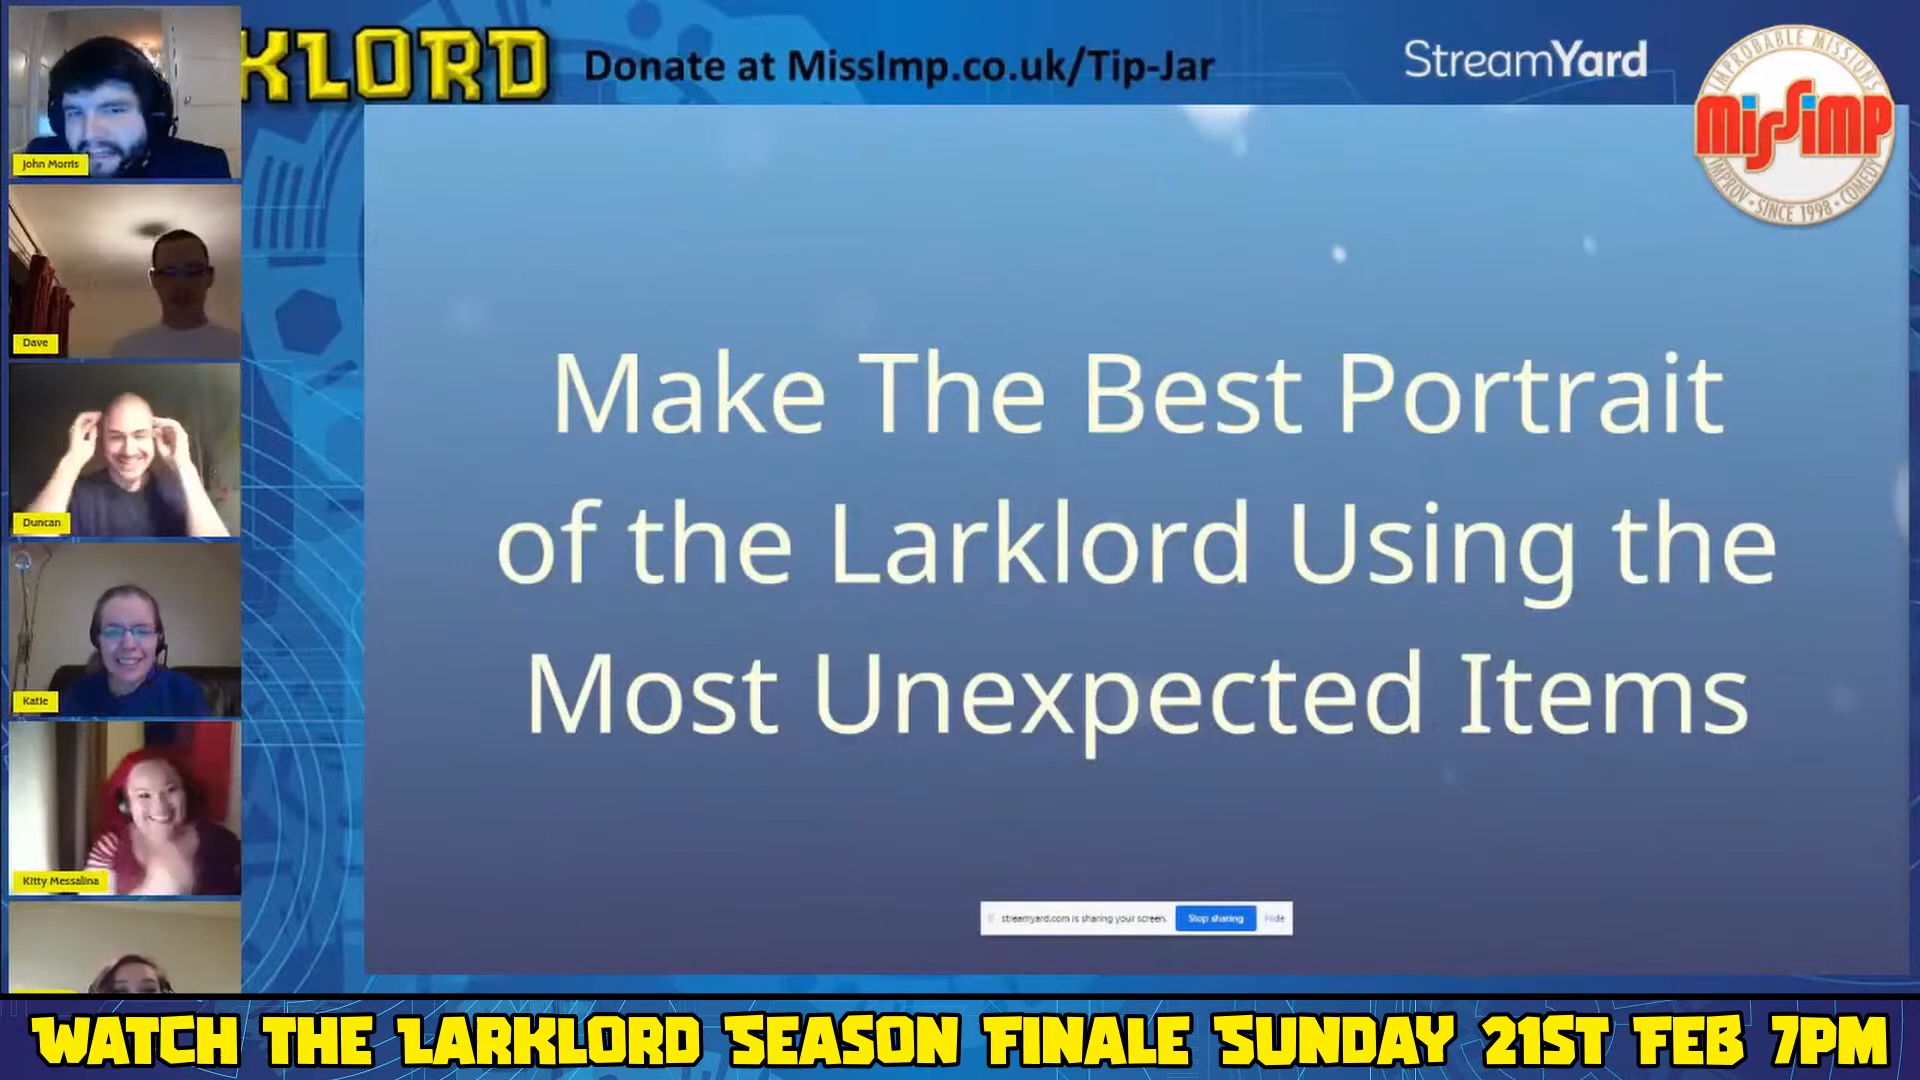 KLORD
Donate at MissImp.co.uk/Tip-Jar
StreamYard
IMPROBABLE MISSIONS
MissImp
IMPROV • SINCE 1998 • COMEDY
John Morris
Dave
Duncan
Katie
Kitty Messalina
Make The Best Portrait
of the Larklord Using the
Most Unexpected Items
streamyard.com is sharing your screen.
Stop sharing
Hide
WATCH THE LARKLORD SEASON FINALE SUNDAY 21ST FEB 7PM